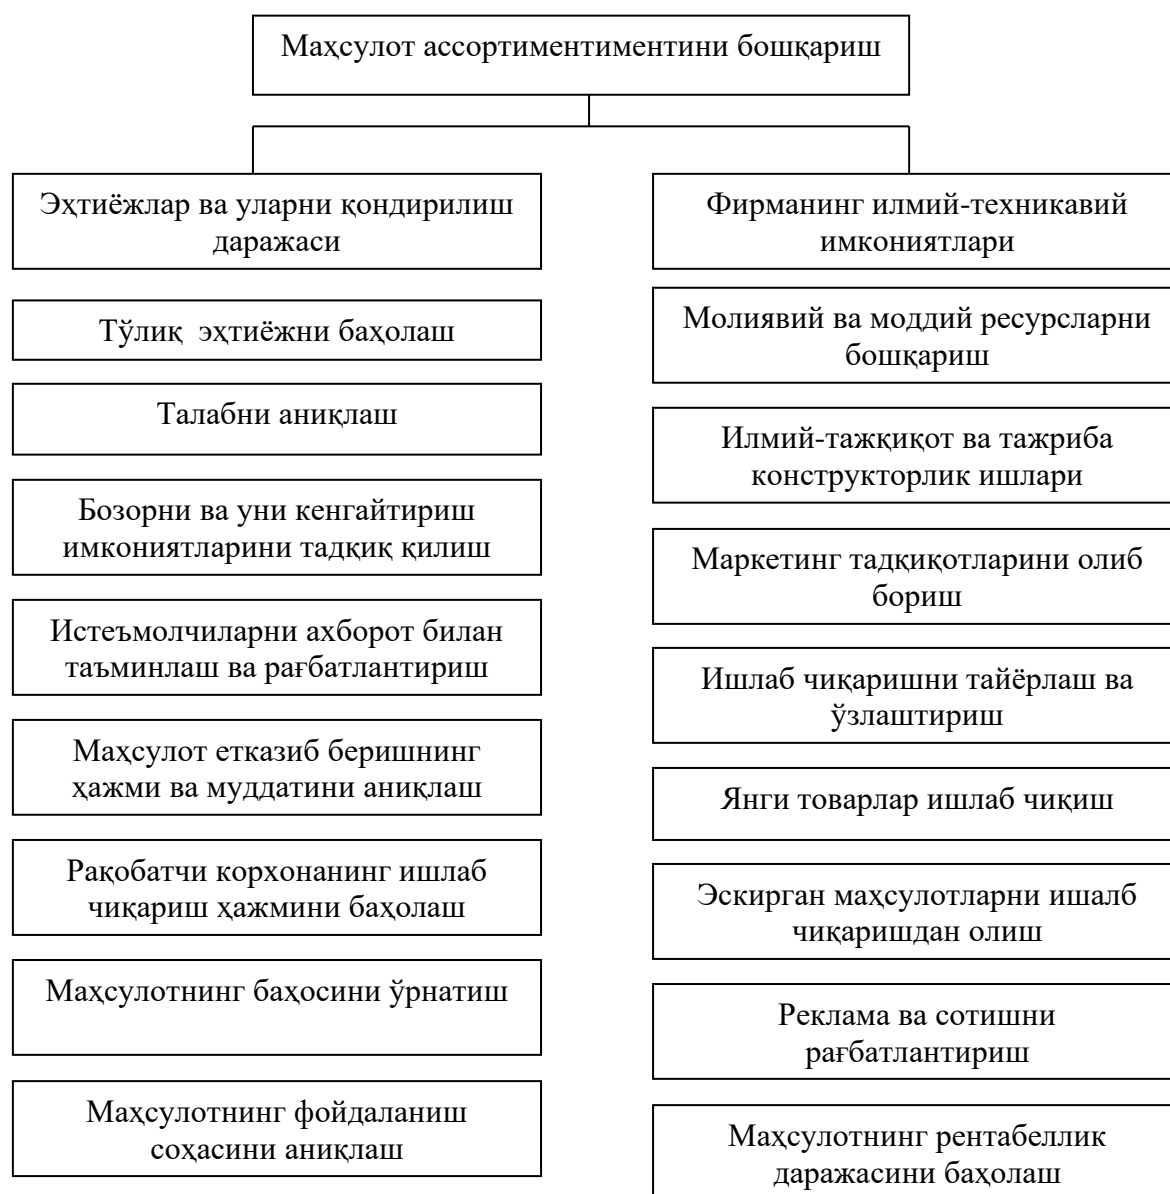 Маҳсулот ассортиментиментини бошқариш
Эҳтиёжлар ва уларни қондирилиш
даражаси
Тўлиқ эҳтиёжни баҳолаш
Талабни аниқлаш
Бозорни ва уни кенгайтириш
имкониятларини тадқиқ қилиш
Истеъмолчиларни ахборот билан
таъминлаш ва рағбатлантириш
Маҳсулот етказиб беришнинг
ҳажми ва муддатини аниқлаш
Рақобатчи корхонанинг ишлаб
чиқариш ҳажмини баҳолаш
Маҳсулотнинг баҳосини ўрнатиш
Маҳсулотнинг фойдаланиш
соҳасини аниқлаш
Фирманинг илмий-техникавий
имкониятлари
Молиявий ва моддий ресурсларни
бошқариш
Илмий-тажқиқот ва тажриба
конструкторлик ишлари
Маркетинг тадқиқотларини олиб
бориш
Ишлаб чиқаришни тайёрлаш ва
ўзлаштириш
Янги товарлар ишлаб чиқиш
Эскирган маҳсулотларни ишалб
чиқаришдан олиш
Реклама ва сотишни
рағбатлантириш
Маҳсулотнинг рентабеллик
даражасини баҳолаш